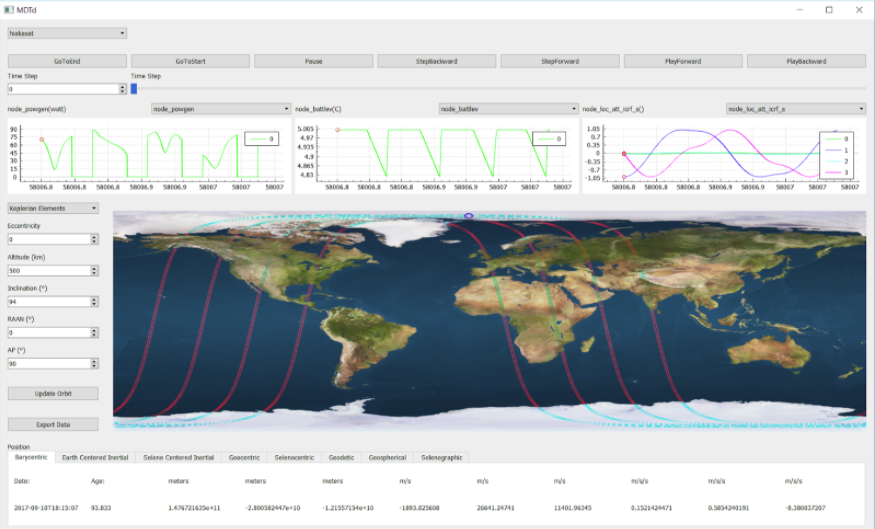 MDTd
hiakasat
GoToEnd GoToStart Pause StepBackward StepForward PlayForward PlayBackward
Time Step Time Step
0
node_powgen(watt) node_powgen node_battlev(C) node_battlev node_loc_att_icrf_s() node_loc_att_icrf_s
90
75
60
45
30
15
0
0
58006.8 58006.8 58006.9 58006.9 58007 58007
5.005
4.97
4.935
4.9
4.865
4.83
0
58006.8 58006.8 58006.9 58006.9 58007 58007
1.05
0.7
0.35
0
-0.35
-0.7
-1.05
0
1
2
3
58006.8 58006.8 58006.9 58006.9 58007 58007
Keplerian Elements
Eccentricity
0
Altitude (km)
500
Inclination (°)
94
RAAN (°)
0
AP (°)
90
Update Orbit
Export Data
Position
Barycentric Earth Centered Inertial Selene Centered Inertial Geocentric Selenocentric Geodetic Geospherical Selenographic
Date: Age: meters meters meters m/s m/s m/s m/s/s m/s/s m/s/s
2017-09-10T18:15:07 93.833 1.476721635e+11 -2.890582447e+10 -1.21557154e+10 -1893.825608 26641.24741 11401.96345 0.1521424471 0.5854240191 -8.380037207